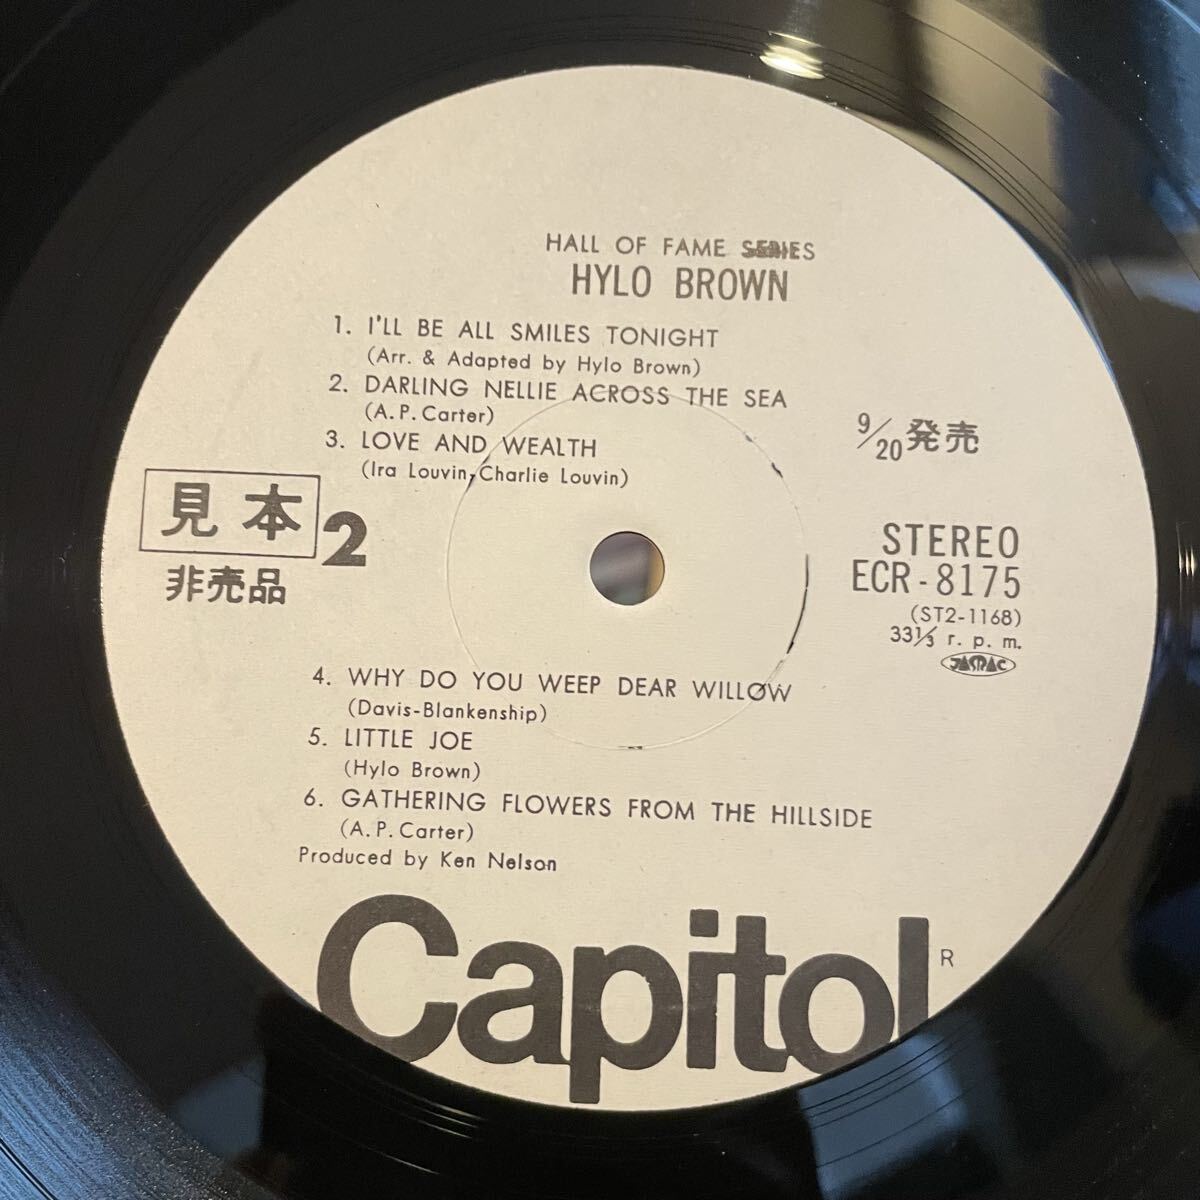 HALL OF FAME SERIES
HYLO BROWN
1. I'LL BE ALL SMILES TONIGHT
(Arr. & Adapted by Hylo Brown)
2. DARLING NELLIE ACROSS THE SEA
(A. P. Carter)
3. LOVE AND WEALTH
(Ira Louvin, Charlie Louvin)
9/20発売
見本
2
非売品
STEREO
ECR-8175
(ST2-1168)
33⅓ r. p. m.
JASRAC
4. WHY DO YOU WEEP DEAR WILLOW
(Davis-Blankenship)
5. LITTLE JOE
(Hylo Brown)
6. GATHERING FLOWERS FROM THE HILLSIDE
(A. P. Carter)
Produced by Ken Nelson
Capitol R